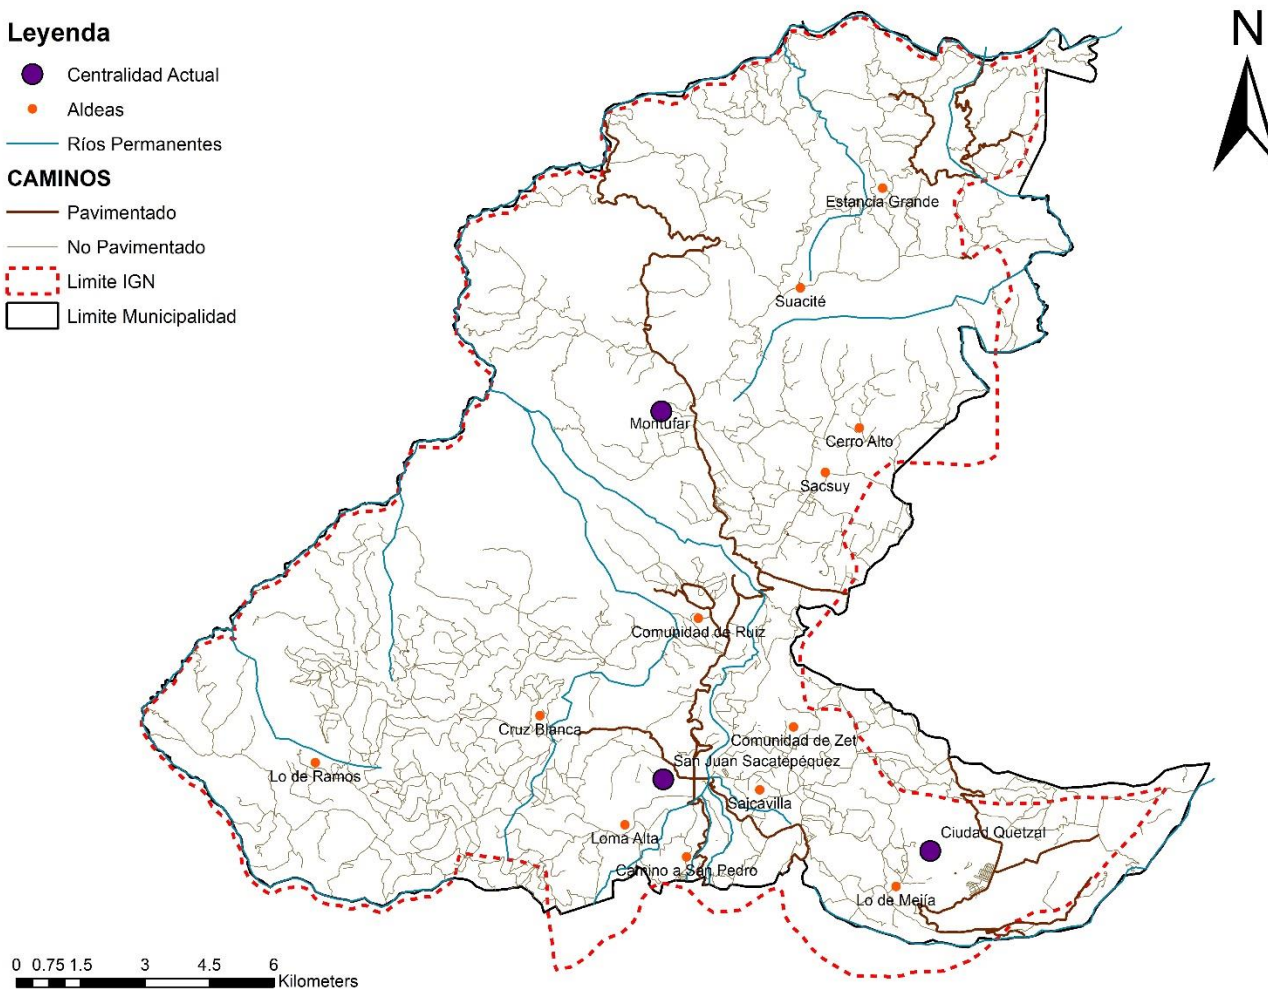 Leyenda
Centralidad Actual
Aldeas
Ríos Permanentes
CAMINOS
Pavimentado
No Pavimentado
Limite IGN
Limite Municipalidad
N
Estancia Grande
Suacité
Montufar
Cerro Alto
Sacsuy
Comunidad de Ruiz
Cruz Blanca
Comunidad de Zet
San Juan Sacatepéquez
Lo de Ramos
Sajcavilla
Loma Alta
Ciudad Quetzal
Camino a San Pedro
Lo de Mejía
0 0.75 1.5 3 4.5 6
Kilometers